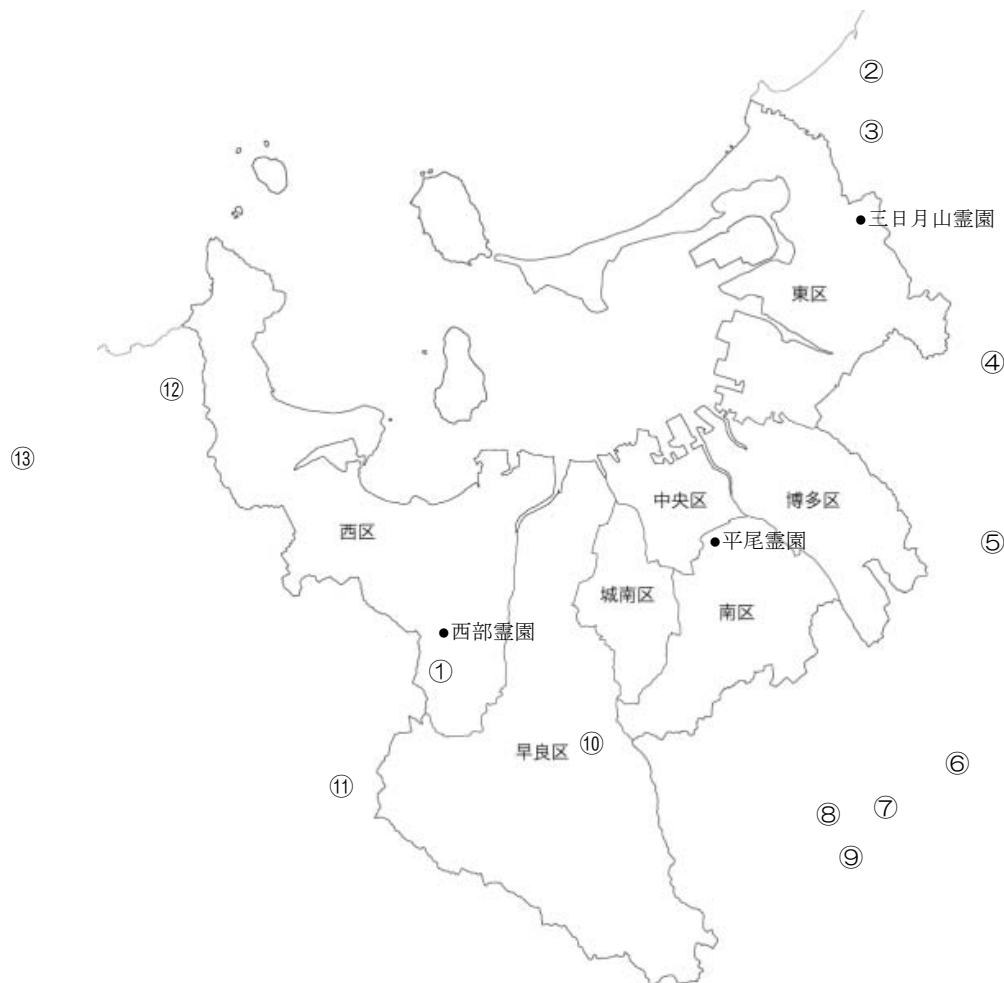 ②
③
●三日月山霊園
東区
④
⑫
⑬
中央区
博多区
西区
●平尾霊園
⑤
城南区
南区
●西部霊園
①
早良区
⑩
⑥
⑪
⑧
⑦
⑨